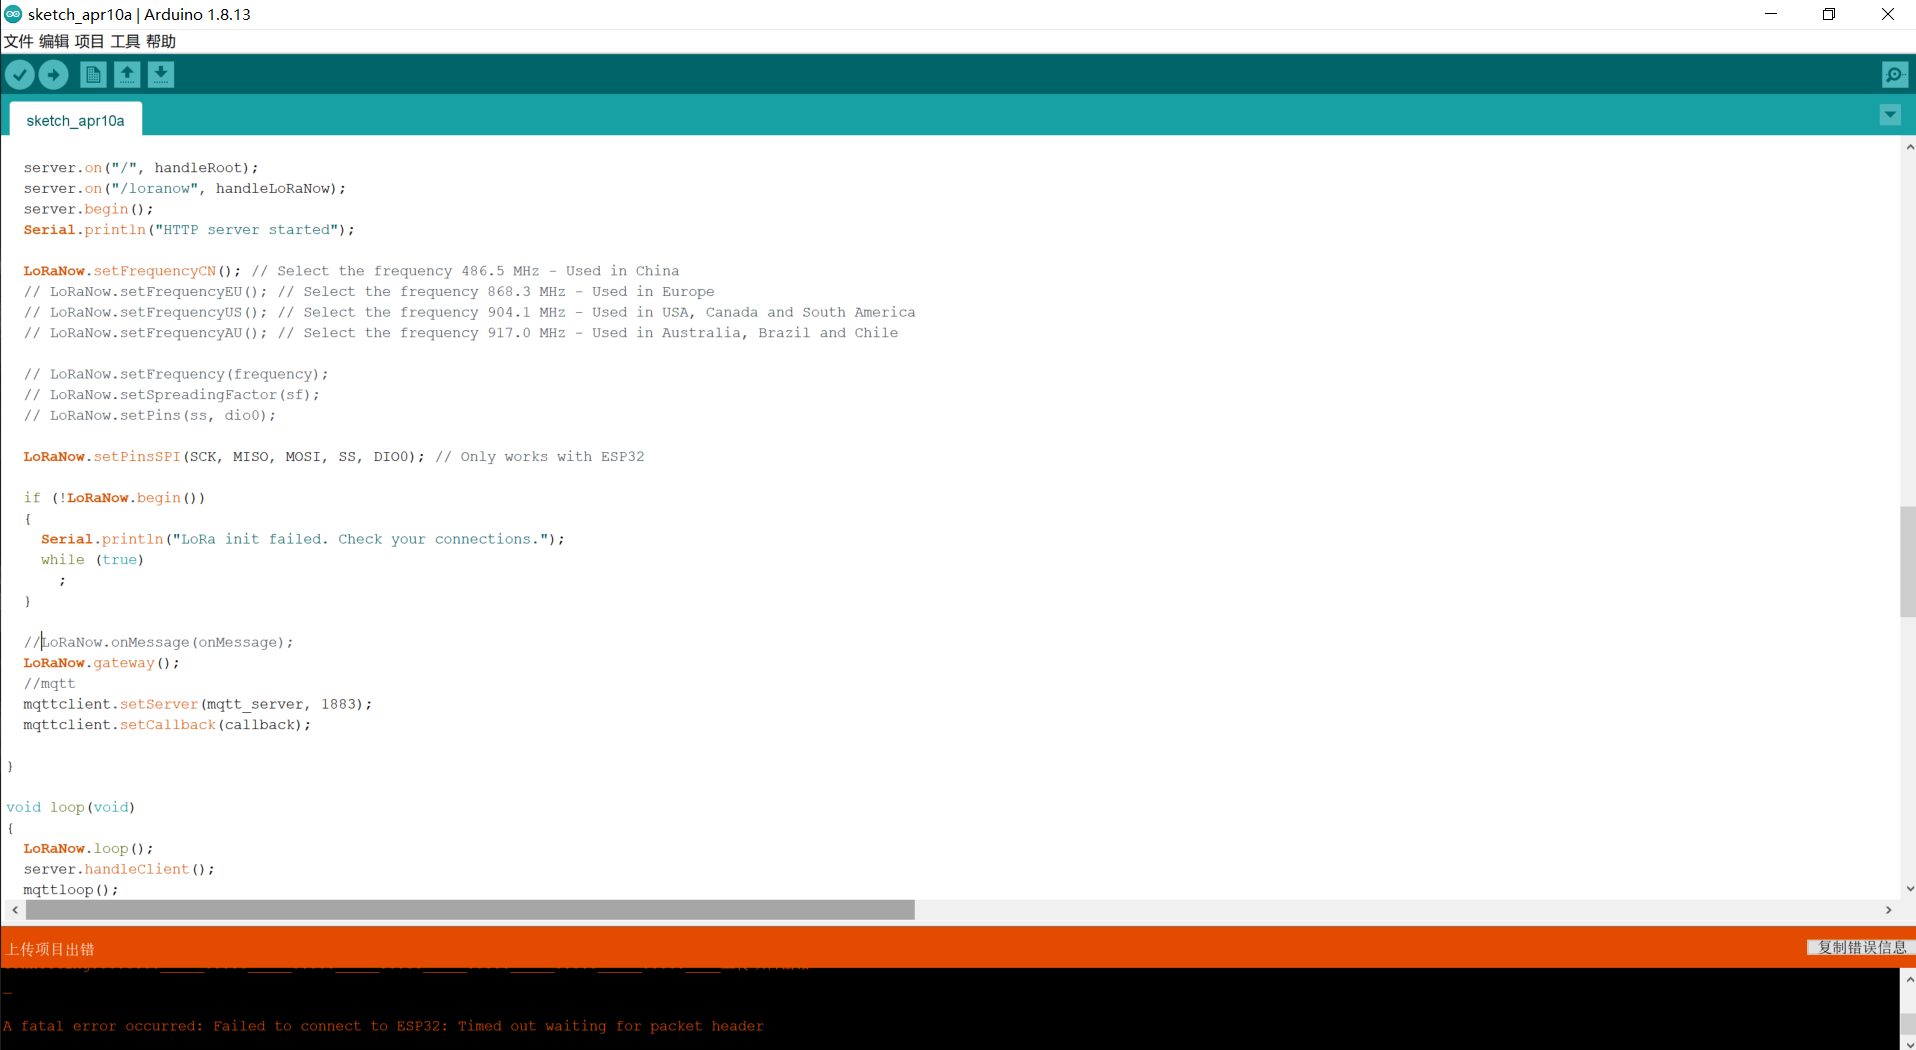 sketch_apr10a | Arduino 1.8.13
文件 编辑 项目 工具 帮助
sketch_apr10a
server.on("/", handleRoot);
server.on("/loranow", handleLoRaNow);
server.begin();
Serial.println("HTTP server started");
LoRaNow.setFrequencyCN(); // Select the frequency 486.5 MHz - Used in China
// LoRaNow.setFrequencyEU(); // Select the frequency 868.3 MHz - Used in Europe
// LoRaNow.setFrequencyUS(); // Select the frequency 904.1 MHz - Used in USA, Canada and South America
// LoRaNow.setFrequencyAU(); // Select the frequency 917.0 MHz - Used in Australia, Brazil and Chile
// LoRaNow.setFrequency(frequency);
// LoRaNow.setSpreadingFactor(sf);
// LoRaNow.setPins(ss, dio0);
LoRaNow.setPinsSPI(SCK, MISO, MOSI, SS, DIO0); // Only works with ESP32
if (!LoRaNow.begin())
{
Serial.println("LoRa init failed. Check your connections.");
while (true)
;
}
//LoRaNow.onMessage(onMessage);
LoRaNow.gateway();
//mqtt
mqttclient.setServer(mqtt_server, 1883);
mqttclient.setCallback(callback);
}
void loop(void)
{
LoRaNow.loop();
server.handleClient();
mqttloop();
上传项目出错
复制错误信息
A fatal error occurred: Failed to connect to ESP32: Timed out waiting for packet header